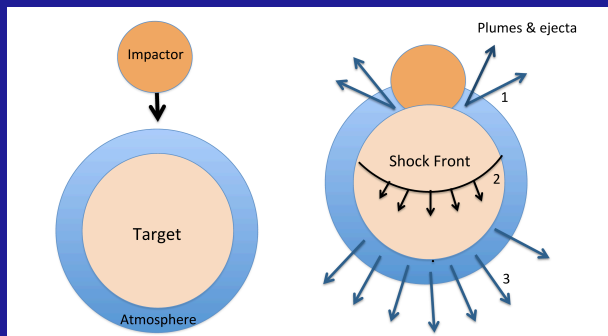 Impactor
Target
Atmosphere
Plumes & ejecta
1
Shock Front
2
3